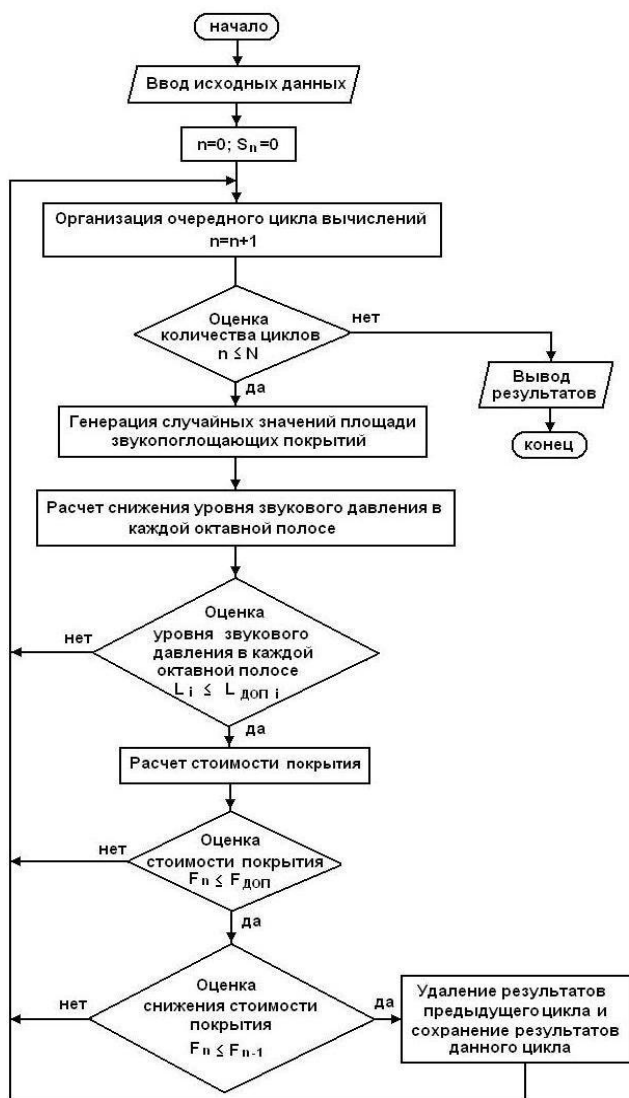 начало
Ввод исходных данных
n=0; Sn=0
Организация очередного цикла вычислений
n=n+1
Оценка
количества циклов
n ≤ N
нет
да
Вывод
результатов
конец
Генерация случайных значений площади
звукопоглощающих покрытий
Расчет снижения уровня звукового давления в
каждой октавной полосе
Оценка
уровня звукового
давления в каждой
октавной полосе
L i ≤ L доп i
нет
да
Расчет стоимости покрытия
Оценка
стоимости покрытия
Fn ≤ Fдоп
нет
да
Оценка
снижения стоимости
покрытия
Fn ≤ Fn-1
нет
да
Удаление результатов
предыдущего цикла и
сохранение результатов
данного цикла